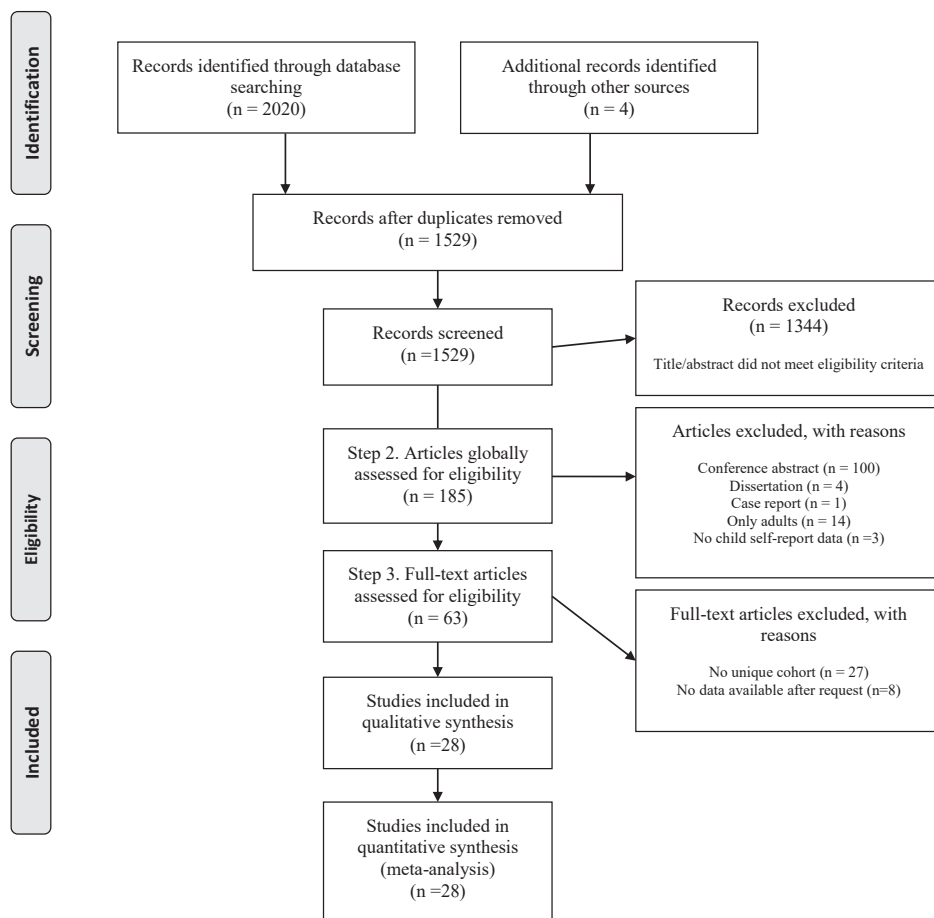 Identification
Records identified through database
searching
(n = 2020)
Additional records identified
through other sources
(n = 4)
Records after duplicates removed
(n = 1529)
Screening
Records screened
(n =1529)
Records excluded
(n = 1344)
Title/abstract did not meet eligibility criteria
Eligibility
Step 2. Articles globally
assessed for eligibility
(n = 185)
Articles excluded, with reasons
Conference abstract (n = 100)
Dissertation (n = 4)
Case report (n = 1)
Only adults (n = 14)
No child self-report data (n =3)
Step 3. Full-text articles
assessed for eligibility
(n = 63)
Full-text articles excluded, with
reasons
No unique cohort (n = 27)
No data available after request (n=8)
Included
Studies included in
qualitative synthesis
(n =28)
Studies included in
quantitative synthesis
(meta-analysis)
(n =28)